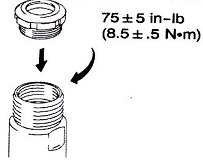 75 ± 5 in-lb
(8.5 ± .5 N•m)